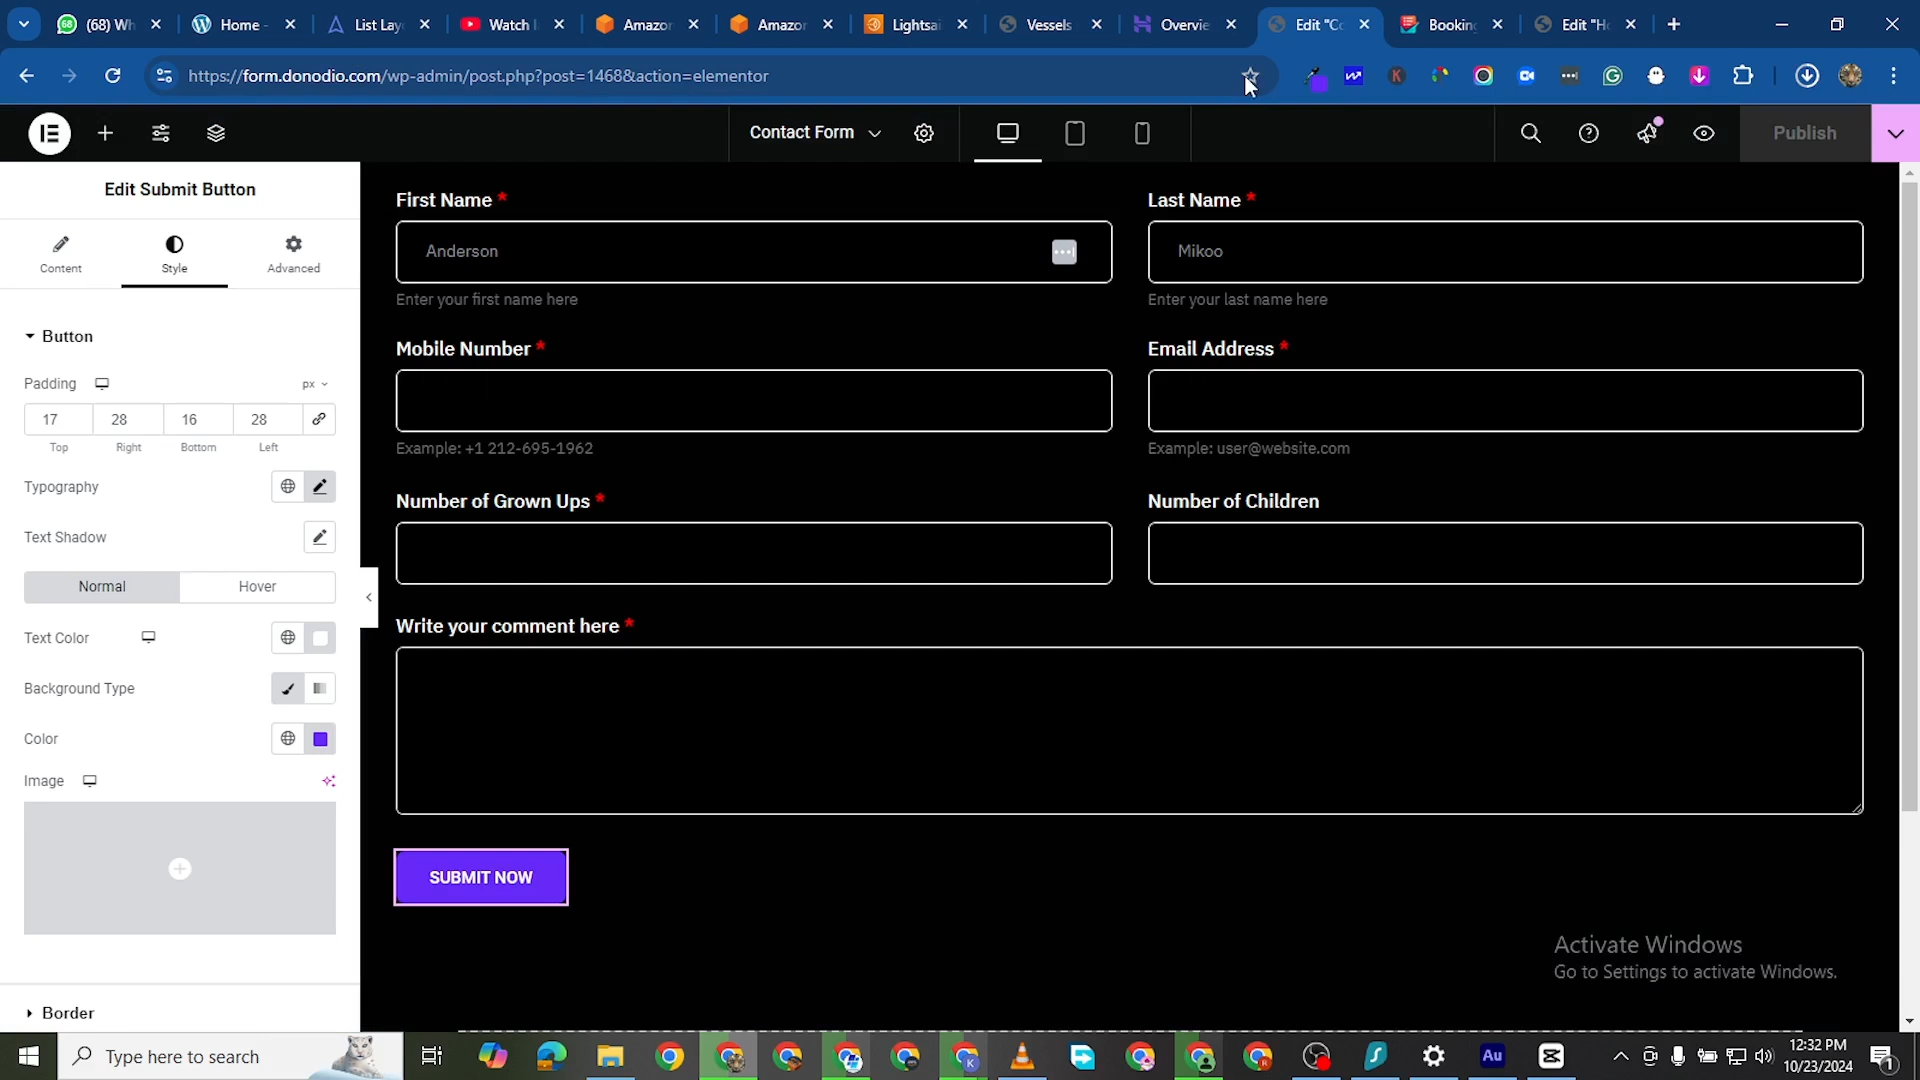 (68) Wh
Home -
List Lay
Watch
Amazon
Amazon
Lightsai
Vessels
Overvie
Edit "Co
Booking
Edit "Ho
https://form.donodio.com/wp-admin/post.php?post=1468&action=elementor
Contact Form
Publish
Edit Submit Button
Content
Style
Advanced
Button
Padding
px
17
28
16
28
Top
Right
Bottom
Left
Typography
Text Shadow
Normal
Hover
Text Color
Background Type
Color
Image
Border
First Name *
Last Name *
Anderson
Mikoo
Enter your first name here
Enter your last name here
Mobile Number *
Email Address *
Example: +1 212-695-1962
Example: user@website.com
Number of Grown Ups *
Number of Children
Write your comment here *
SUBMIT NOW
Activate Windows
Go to Settings to activate Windows.
Type here to search
12:32 PM
10/23/2024
1